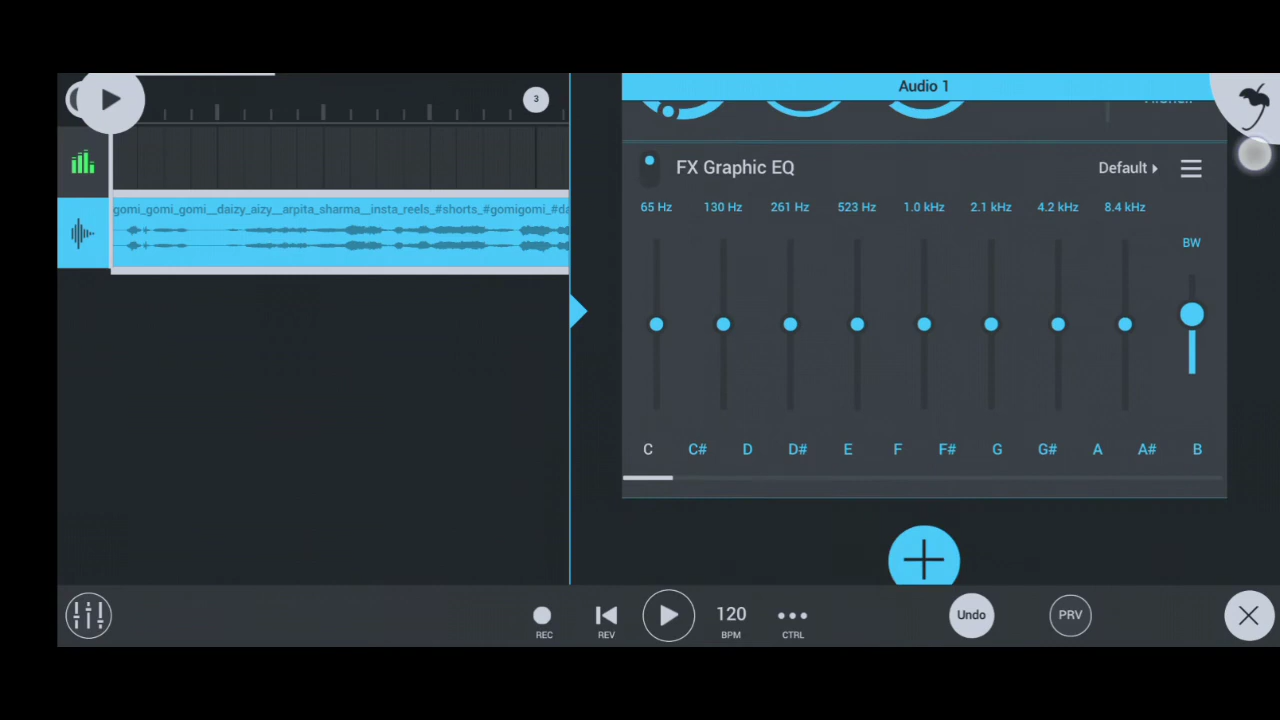 Audio 1
3
FX Graphic EQ
Default
65 Hz 130 Hz 261 Hz 523 Hz 1.0 kHz 2.1 kHz 4.2 kHz 8.4 kHz
BW
gomi_gomi_gomi__daizy_aizy__arpita_sharma__insta_reels_#shorts_#gomigomi_#da
C C# D D# E F F# G G# A A# B
120
Undo
PRV
REC REV BPM CTRL